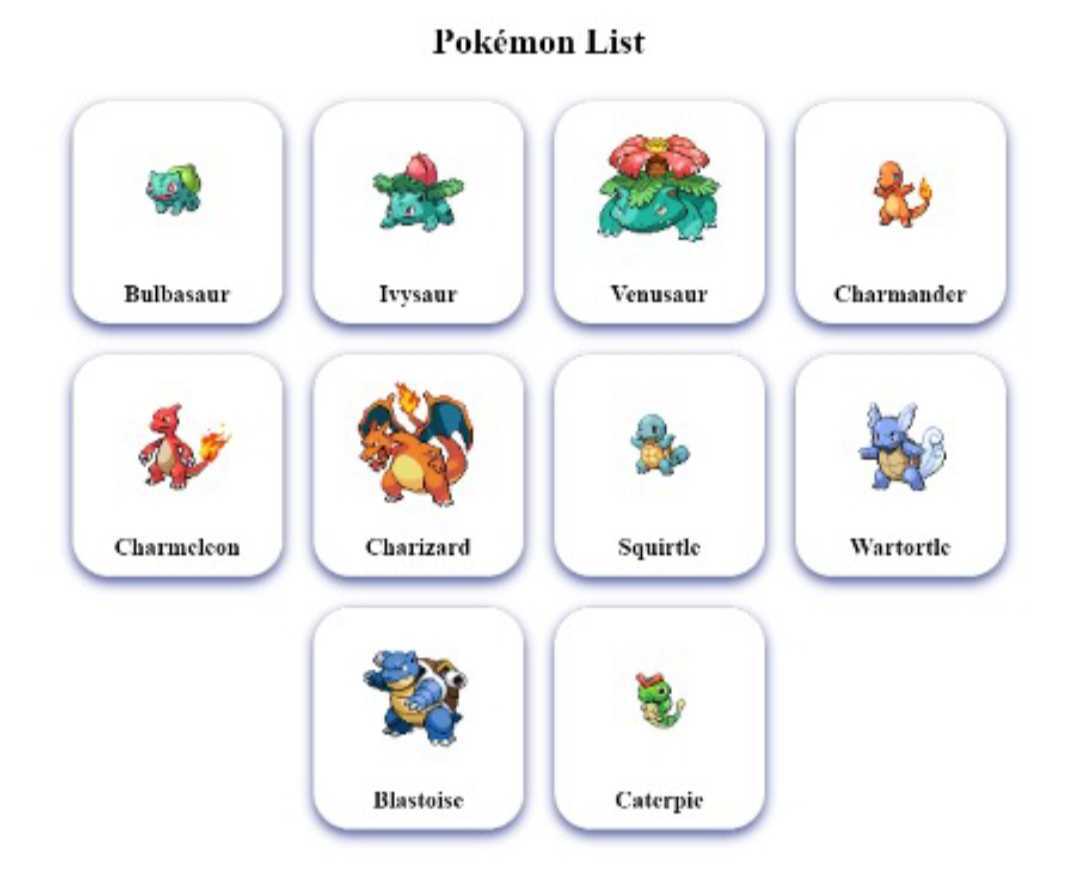 Pokémon List
Bulbasaur
Ivysaur
Venusaur
Charmander
Charmeleon
Charizard
Squirtle
Wartortle
Blastoise
Caterpie